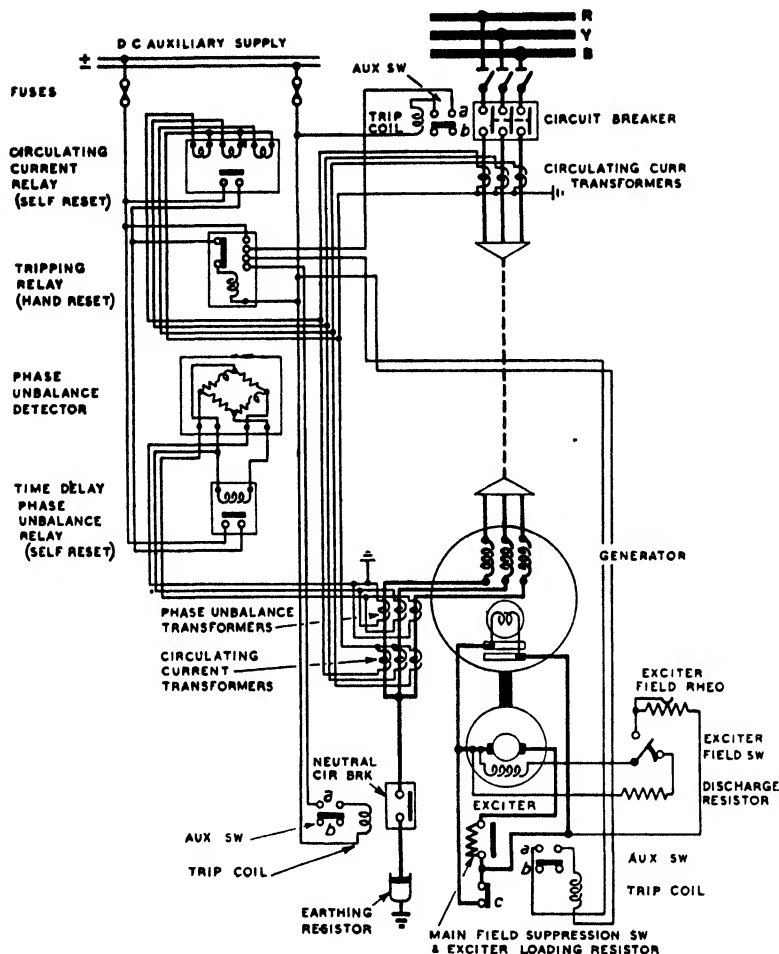 R
Y
B
D C AUXILIARY SUPPLY
±
AUX SW
FUSES
TRIP
COIL
a
b
CIRCUIT BREAKER
CIRCULATING
CURRENT
RELAY
(SELF RESET)
CIRCULATING CURR
TRANSFORMERS
TRIPPING
RELAY
(HAND RESET)
PHASE
UNBALANCE
DETECTOR
TIME DELAY
PHASE
UNBALANCE
RELAY
(SELF RESET)
GENERATOR
PHASE UNBALANCE
TRANSFORMERS
CIRCULATING
CURRENT
TRANSFORMERS
EXCITER
FIELD RHEO
EXCITER
FIELD SW
NEUTRAL
CIR BRK
DISCHARGE
RESISTOR
EXCITER
a
b
AUX SW
TRIP COIL
a
b
AUX SW
TRIP COIL
c
EARTHING
RESISTOR
MAIN FIELD SUPPRESSION SW
& EXCITER LOADING RESISTOR